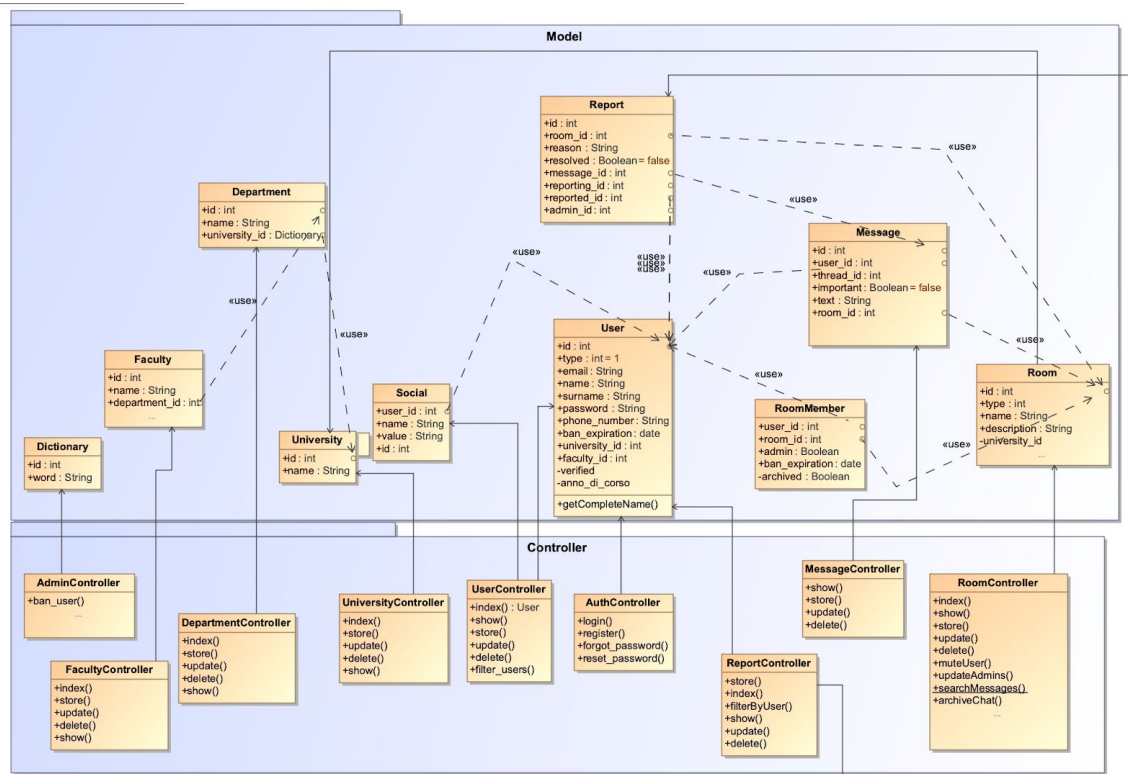 Model
Report
+id : int
+room_id : int
+reason : String
+resolved : Boolean = false
+message_id : int
+reporting_id : int
+reported_id : int
+admin_id : int
«use»
Department
+id : int
+name : String
+university_id : Dictionary
«use»
Message
+id : int
+user_id : int
+thread_id : int
+important : Boolean = false
+text : String
+room_id : int
«use»
«use»
«use»
«use»
«use»
«use»
«use»
User
+id : int
+type : int = 1
+email : String
+name : String
+surname : String
+password : String
+phone_number : String
+ban_expiration : date
+university_id : int
+faculty_id : int
-verified
-anno_di_corso
+getCompleteName()
«use»
Faculty
+id : int
+name : String
+department_id : int
...
«use»
Room
+id : int
+type : int
+name : String
+description : String
-university_id
...
Social
+user_id : int
+name : String
+value : String
+id : int
RoomMember
+user_id : int
+room_id : int
+admin : Boolean
+ban_expiration : date
-archived : Boolean
«use»
Dictionary
+id : int
+word : String
University
+id : int
+name : String
Controller
AdminController
+ban_user()
...
FacultyController
+index()
+store()
+update()
+delete()
+show()
DepartmentController
+index()
+store()
+update()
+delete()
+show()
UniversityController
+index()
+store()
+update()
+delete()
+show()
UserController
+index() : User
+show()
+store()
+update()
+delete()
+filter_users()
AuthController
+login()
+register()
+forgot_password()
+reset_password()
ReportController
+store()
+index()
+filterByUser()
+show()
+update()
+delete()
MessageController
+show()
+store()
+update()
+delete()
RoomController
+index()
+show()
+store()
+update()
+delete()
+muteUser()
+updateAdmins()
+searchMessages()
+archiveChat()
...